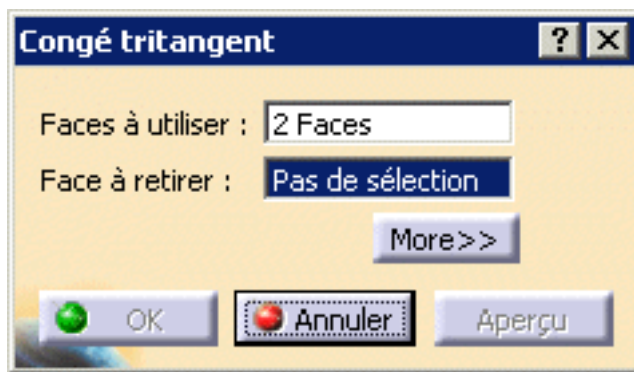 Congé tritangent ? X
Faces à utiliser : 2 Faces
Face à retirer : Pas de sélection
More>>
OK Annuler Aperçu